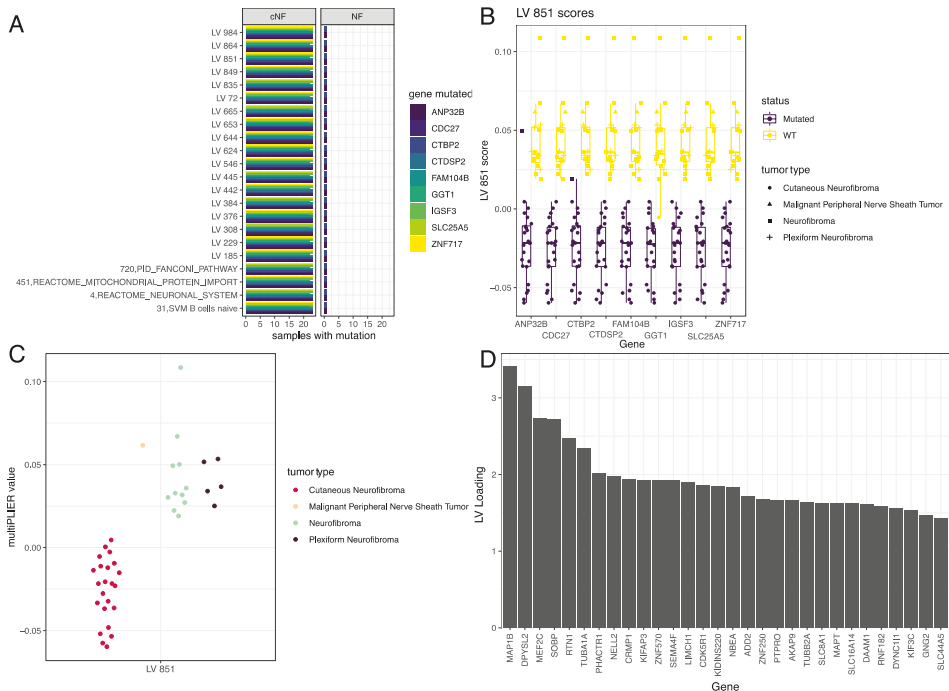 A
cNF
NF
LV 984
LV 864
LV 851
LV 849
LV 835
LV 72
LV 665
LV 653
LV 644
LV 624
LV 546
LV 445
LV 442
LV 384
LV 376
LV 308
LV 229
LV 185
720,PID_FANCONI_PATHWAY
451,REACTOME_MITOCHONDRIAL_PROTEIN_IMPORT
4,REACTOME_NEURONAL_SYSTEM
31,SVM B cells naive
0 5 10 15 20 0 5 10 15 20
samples with mutation
gene mutated
ANP32B
CDC27
CTBP2
CTDSP2
FAM104B
GGT1
IGSF3
SLC25A5
ZNF717
B
LV 851 scores
LV 851 score
0.10
0.05
0.00
−0.05
ANP32B CTBP2 FAM104B IGSF3 ZNF717
CDC27 CTDSP2 GGT1 SLC25A5
Gene
status
Mutated
WT
tumor type
Cutaneous Neurofibroma
Malignant Peripheral Nerve Sheath Tumor
Neurofibroma
Plexiform Neurofibroma
C
multiPLIER value
0.10
0.05
0.00
−0.05
LV 851
tumor type
Cutaneous Neurofibroma
Malignant Peripheral Nerve Sheath Tumor
Neurofibroma
Plexiform Neurofibroma
D
LV Loading
3
2
1
0
MAP1B
DPYSL2
MEF2C
SOBP
RTN1
TUBA1A
PHACTR1
NELL2
CRMP1
KIFAP3
ZNF570
SEMA4F
LIMCH1
CDK5R1
KIDINS220
NBEA
ADD2
ZNF250
PTPRO
AKAP9
TUBB2A
SLC8A1
MAPT
SLC16A14
DAAM1
RNF182
DYNC1I1
KIF3C
GNG2
SLC44A5
Gene